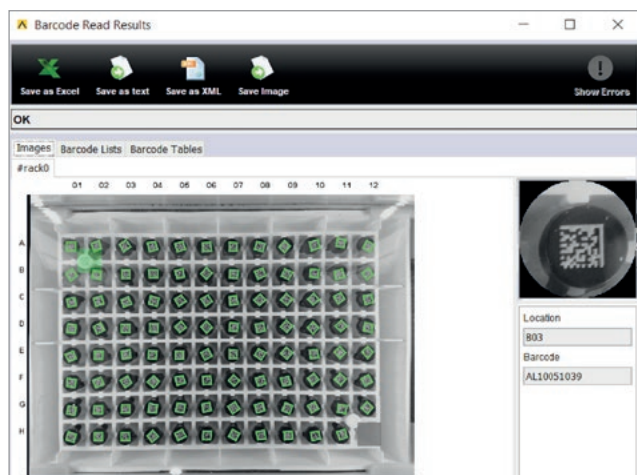 Barcode Read Results
Save as Excel Save as text Save as XML Save Image Show Errors
OK
Images Barcode Lists Barcode Tables
#rack0
01 02 03 04 05 06 07 08 09 10 11 12
A
B
C
D
E
F
G
H
Location
B03
Barcode
AL10051039